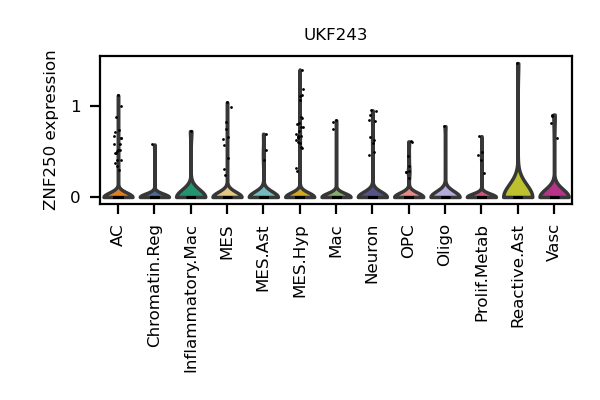 UKF243
ZNF250 expression
1
0
AC
Chromatin.Reg
Inflammatory.Mac
MES
MES.Ast
MES.Hyp
Mac
Neuron
OPC
Oligo
Prolif.Metab
Reactive.Ast
Vasc